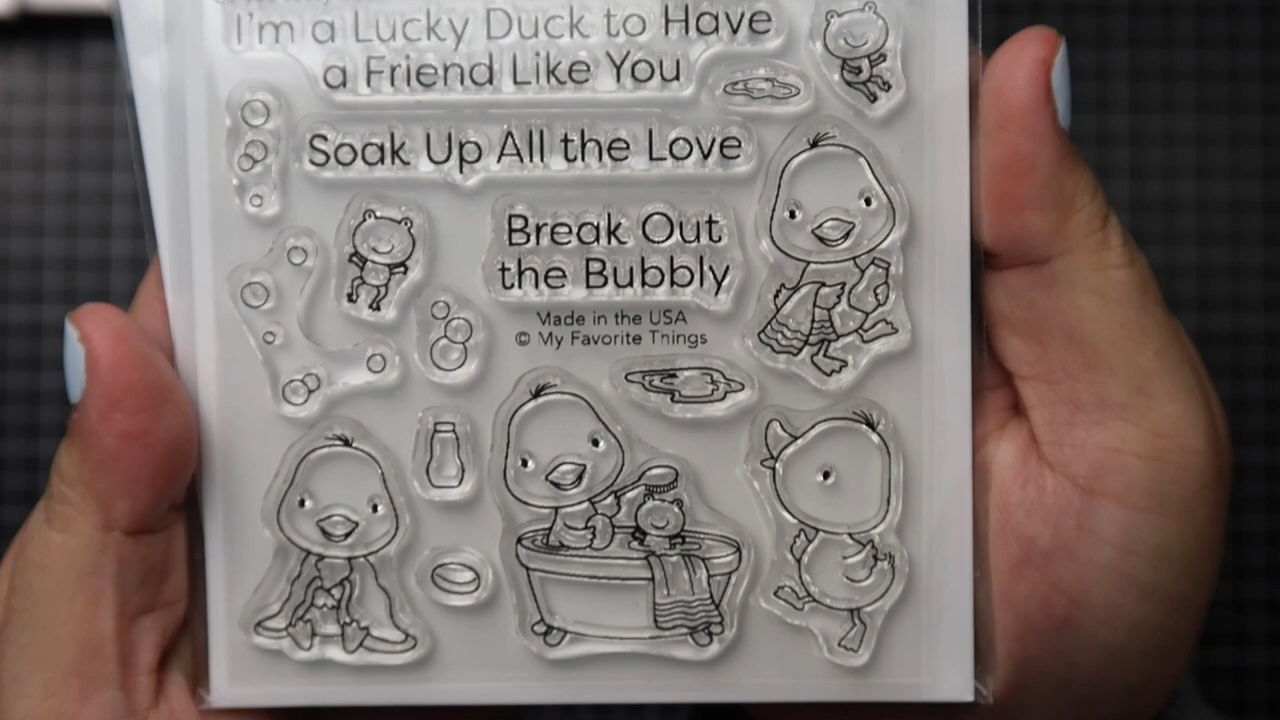 I'm a Lucky Duck to Have
a Friend Like You
Soak Up All the Love
Break Out
the Bubbly
Made in the USA
© My Favorite Things